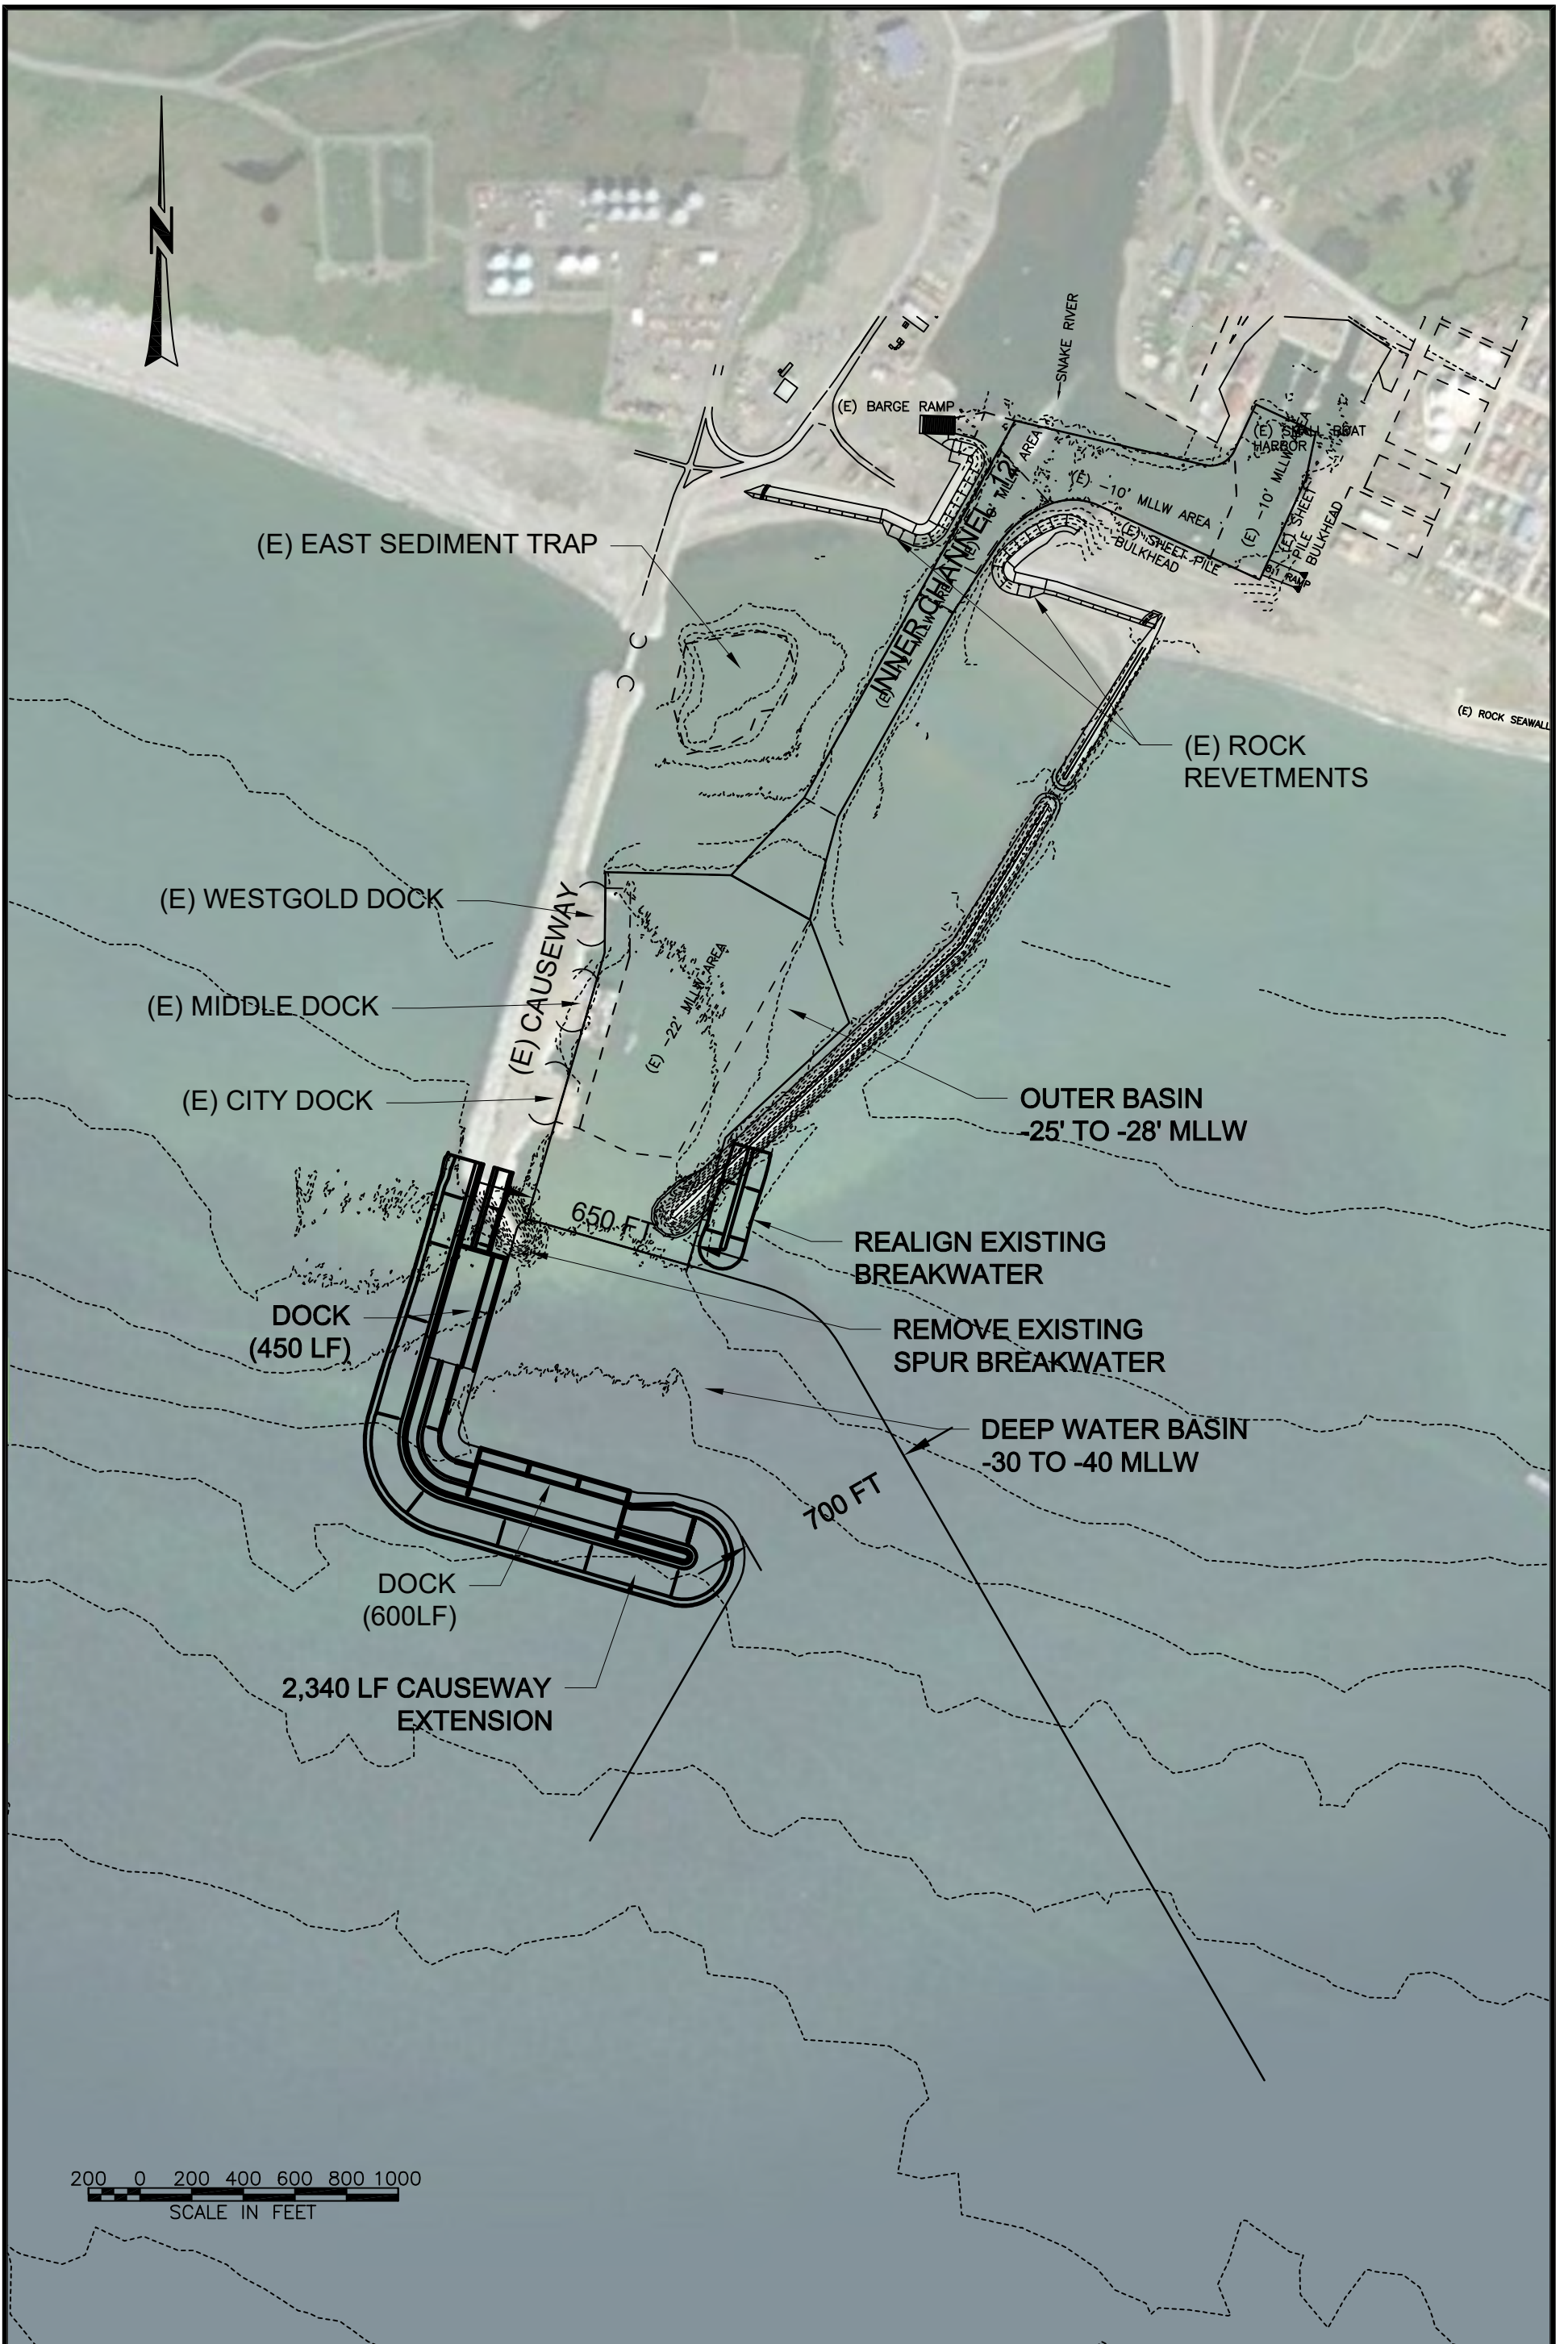 N
SNAKE RIVER
(E) BARGE RAMP
(E) SMALL BOAT
HARBOR
(E) -10' MLLW AREA
(E) -10' MLLW AREA
(E) SHEET PILE
BULKHEAD
(E) SHEET
PILE
BULKHEAD
RAMP
INNER CHANNEL
(E) EAST SEDIMENT TRAP
(E) ROCK SEAWALL
(E) ROCK
REVETMENTS
(E) WESTGOLD DOCK
(E) CAUSEWAY
(E) MIDDLE DOCK
(E) -22' MLLW AREA
(E) CITY DOCK
OUTER BASIN
-25' TO -28' MLLW
650 FT
REALIGN EXISTING
BREAKWATER
DOCK
(450 LF)
REMOVE EXISTING
SPUR BREAKWATER
DEEP WATER BASIN
-30 TO -40 MLLW
700 FT
DOCK
(600LF)
2,340 LF CAUSEWAY
EXTENSION
200 0 200 400 600 800 1000
SCALE IN FEET